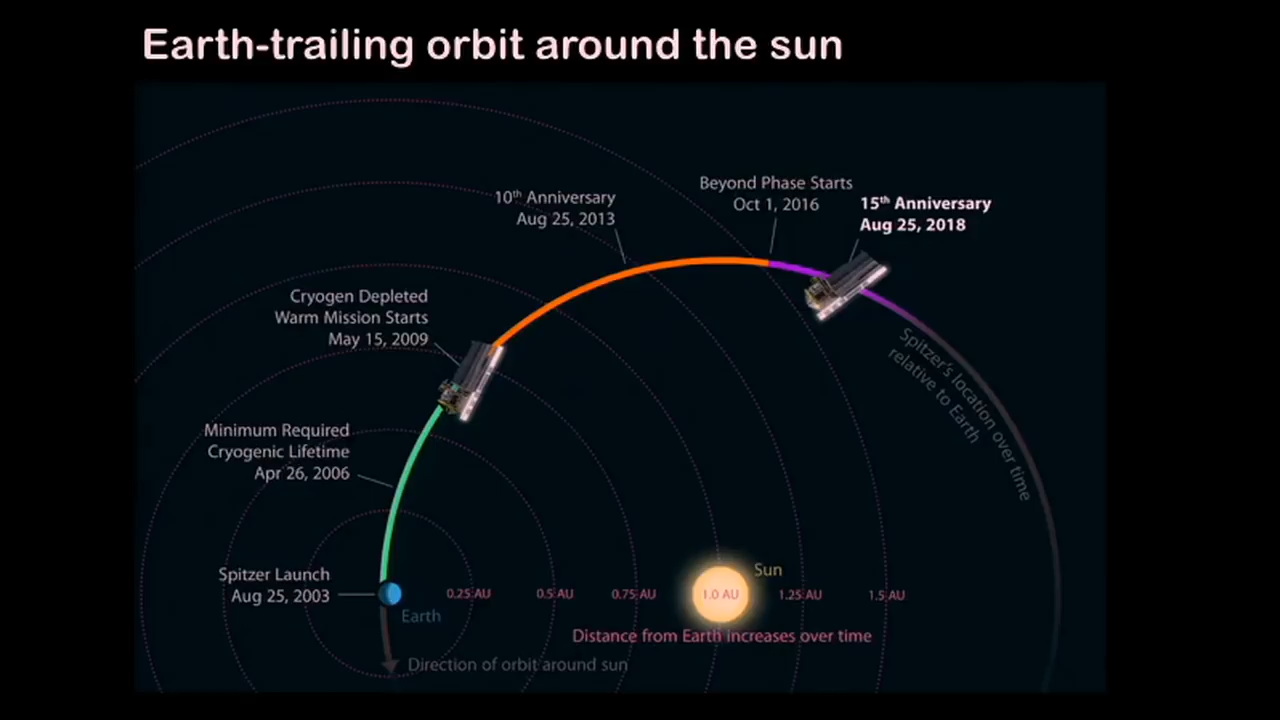 Earth-trailing orbit around the sun
Beyond Phase Starts
Oct 1, 2016
10th Anniversary
Aug 25, 2013
15th Anniversary
Aug 25, 2018
Cryogen Depleted
Warm Mission Starts
May 15, 2009
Spitzer's location over time
relative to Earth
Minimum Required
Cryogenic Lifetime
Apr 26, 2006
Spitzer Launch
Aug 25, 2003
Earth
Sun
0.25 AU 0.5 AU 0.75 AU 1.0 AU 1.25 AU 1.5 AU
Distance from Earth increases over time
Direction of orbit around sun